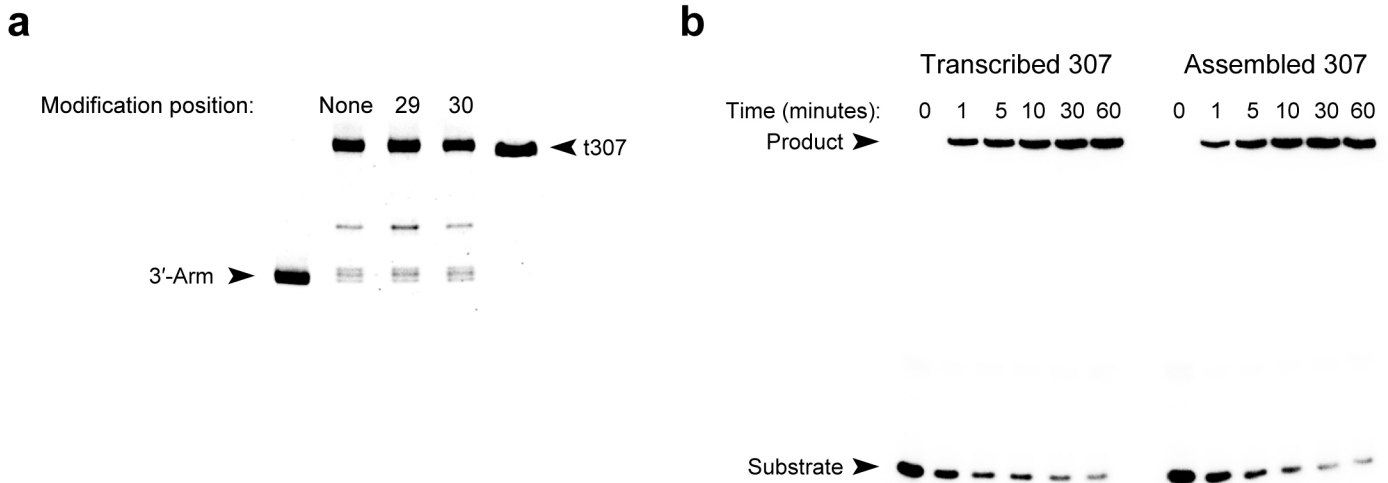 a
Modification position: None 29 30
t307
3′-Arm
b
Transcribed 307 Assembled 307
Time (minutes): 0 1 5 10 30 60 0 1 5 10 30 60
Product
Substrate